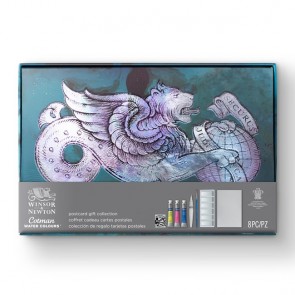 SECURE
WINSOR
& NEWTON
Cotman
WATER COLOURS
postcard gift collection
coffret cadeau cartes postales
colección de regalo tarjetas postales
8PC/PZ